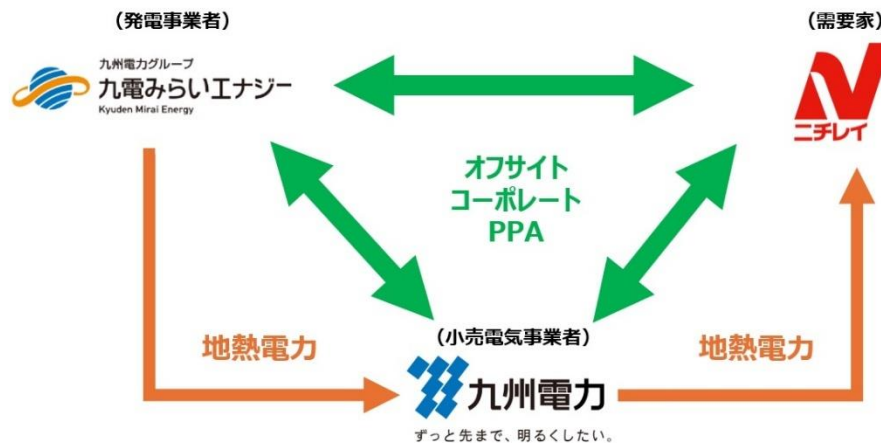 （発電事業者）
（需要家）
九州電力グループ
九電みらいエナジー
Kyuden Mirai Energy
ニチレイ
オフサイト
コーポレート
PPA
（小売電気事業者）
地熱電力
地熱電力
九州電力
ずっと先まで、明るくしたい。